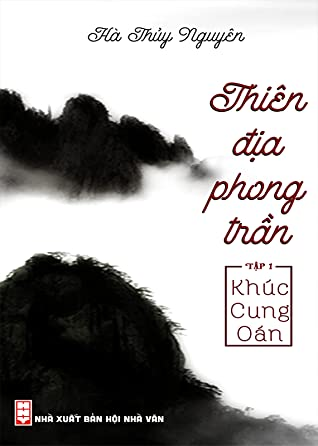 Hà Thủy Nguyên
Thiên
địa
phong
trần
TẬP 1
Khúc
Cung
Oán
NHÀ XUẤT BẢN HỘI NHÀ VĂN